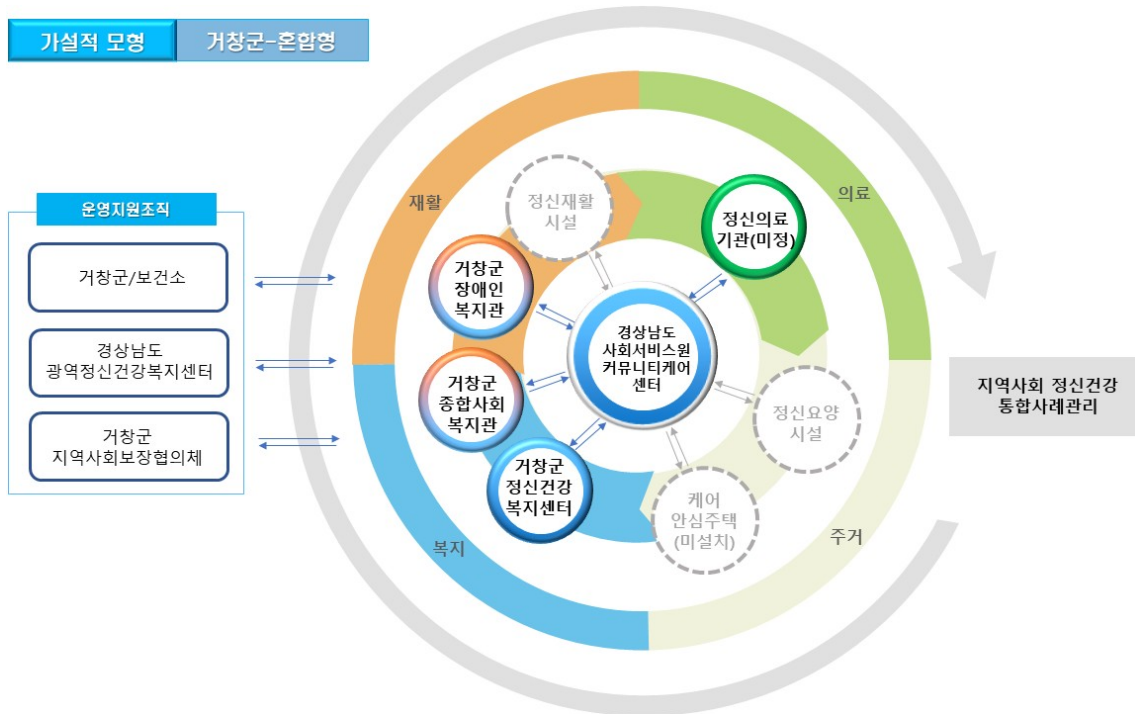 가설적 모형
거창군-혼합형
운영지원조직
거창군/보건소
경상남도
광역정신건강복지센터
거창군
지역사회보장협의체
재활
의료
정신재활
시설
정신의료
기관(미정)
거창군
장애인
복지관
경상남도
사회서비스원
커뮤니티케어
센터
거창군
종합사회
복지관
정신요양
시설
거창군
정신건강
복지센터
케어
안심주택
(미설치)
복지
주거
지역사회 정신건강
통합사례관리